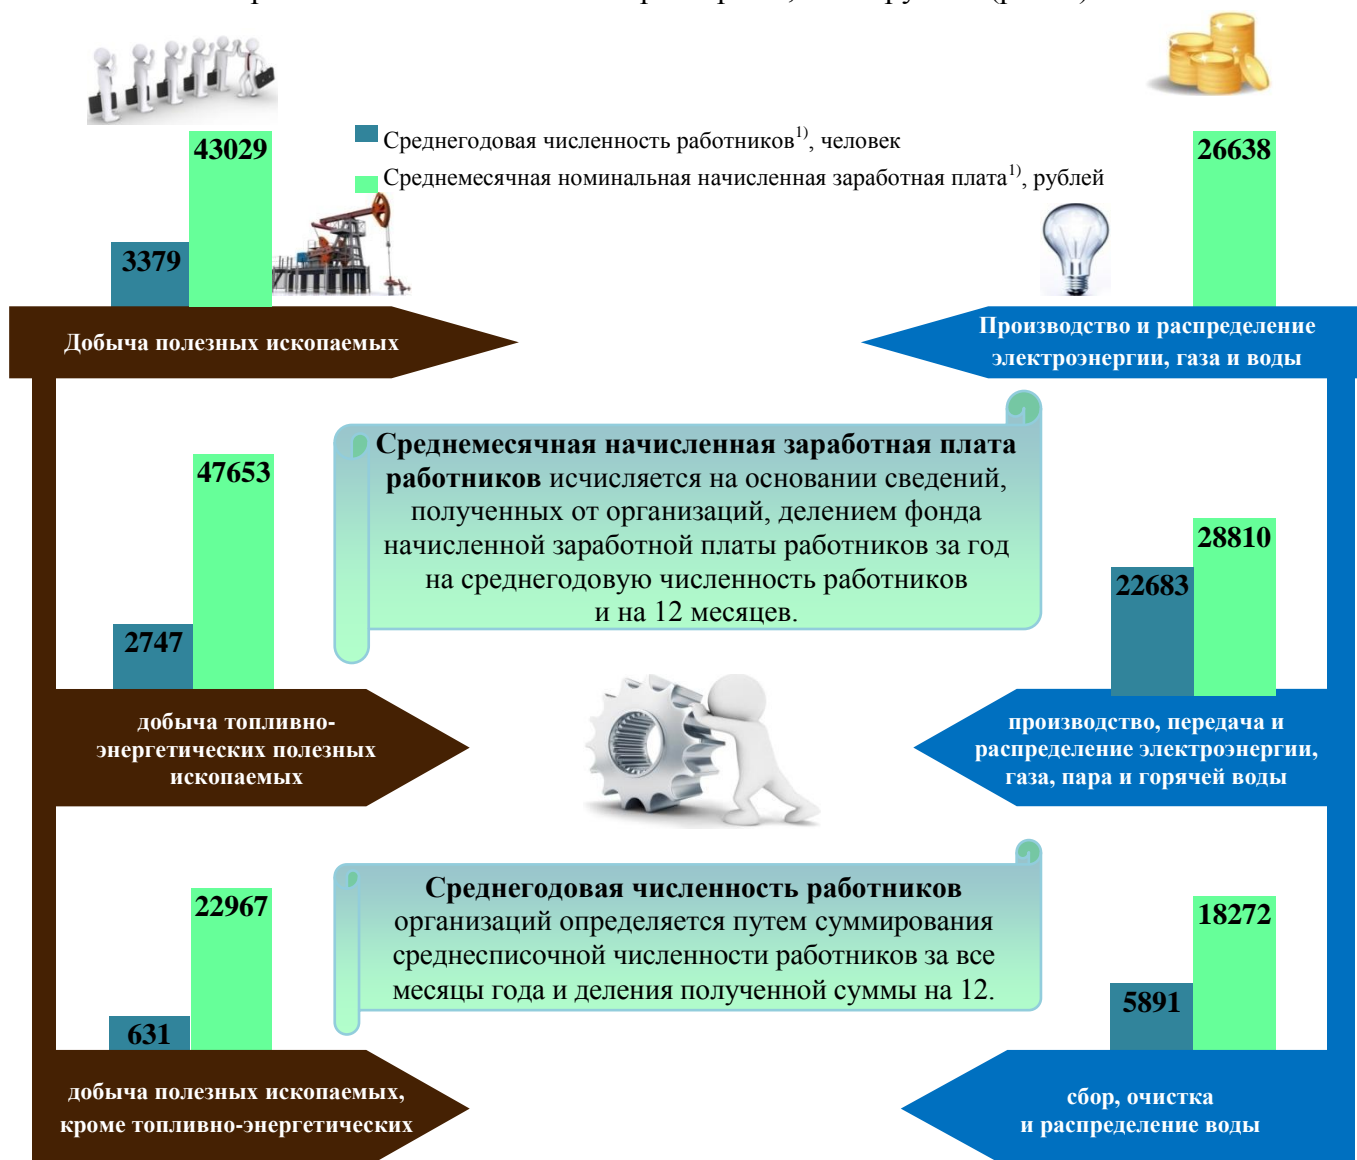 43029
3379
Среднегодовая численность работников1), человек
Среднемесячная номинальная начисленная заработная плата1), рублей
26638
Добыча полезных ископаемых
Производство и распределение
электроэнергии, газа и воды
Среднемесячная начисленная заработная плата
работников исчисляется на основании сведений,
полученных от организаций, делением фонда
начисленной заработной платы работников за год
на среднегодовую численность работников
и на 12 месяцев.
47653
2747
28810
22683
добыча топливно-
энергетических полезных
ископаемых
производство, передача и
распределение электроэнергии,
газа, пара и горячей воды
Среднегодовая численность работников
организаций определяется путем суммирования
среднесписочной численности работников за все
месяцы года и деления полученной суммы на 12.
22967
631
18272
5891
добыча полезных ископаемых,
кроме топливно-энергетических
сбор, очистка
и распределение воды